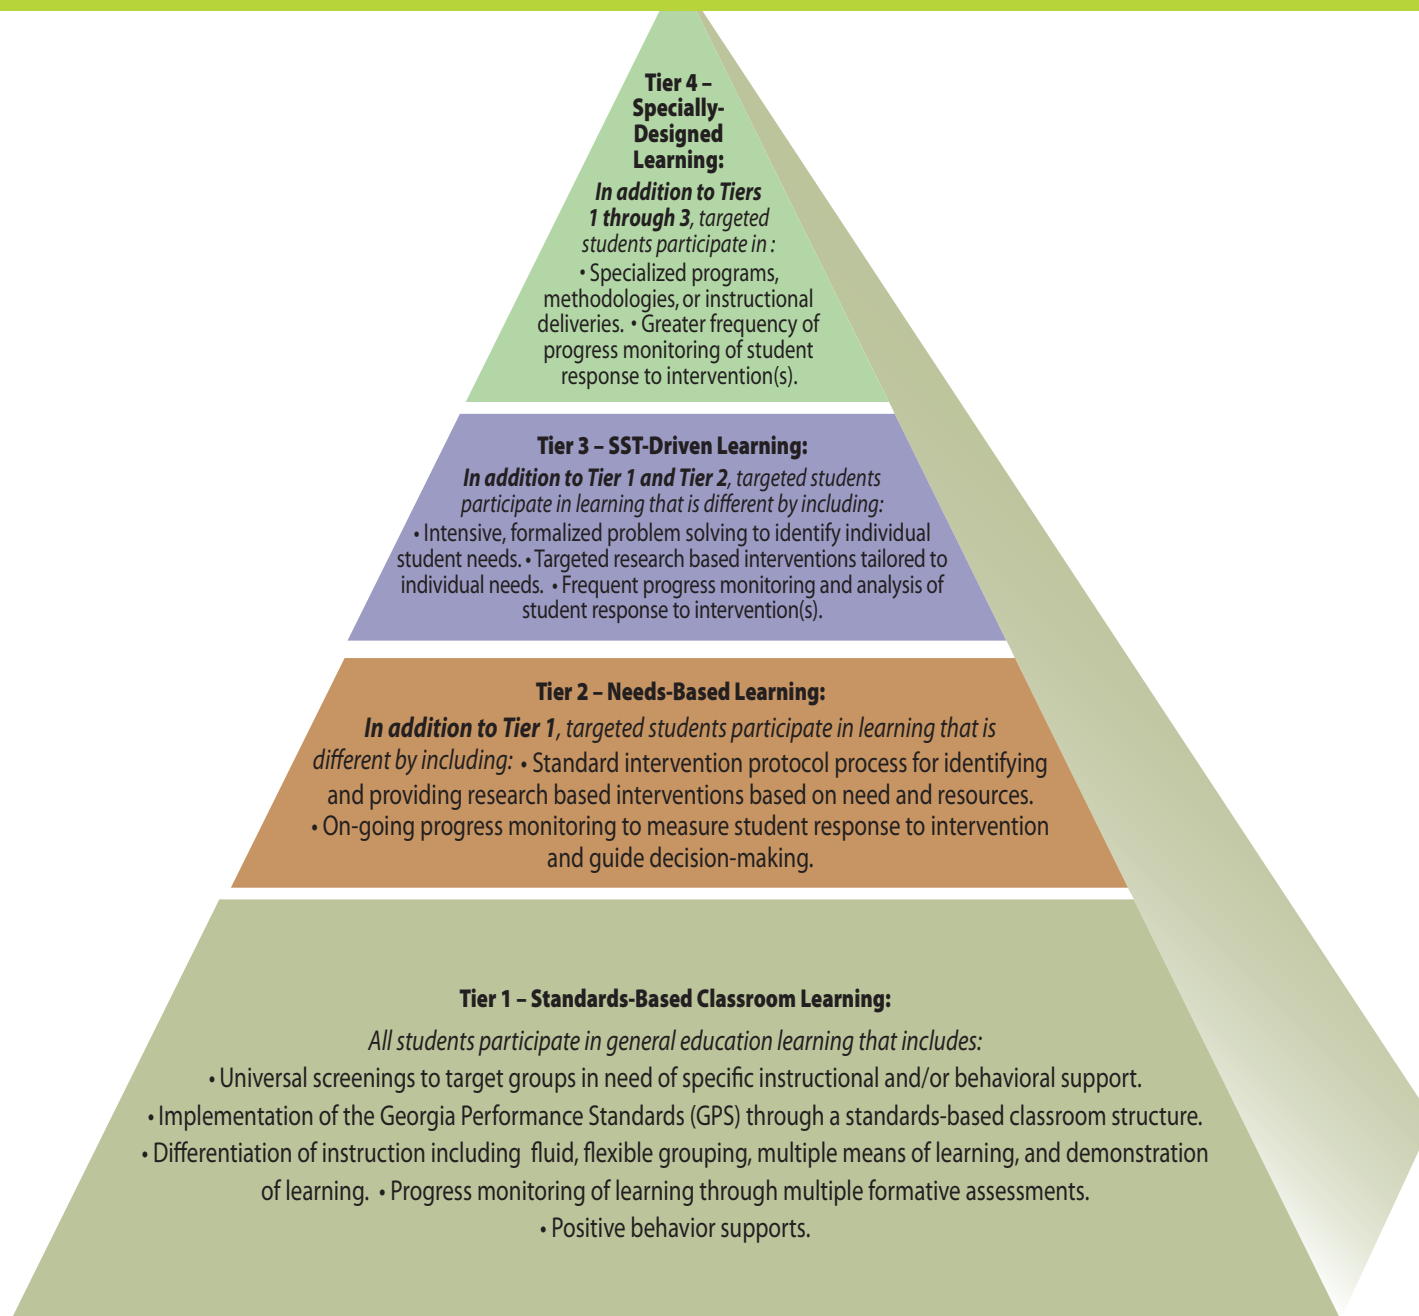 Tier 4 –
Specially-
Designed
Learning:
In addition to Tiers
1 through 3, targeted
students participate in :
• Specialized programs,
methodologies, or instructional
deliveries. • Greater frequency of
progress monitoring of student
response to intervention(s).
Tier 3 – SST-Driven Learning:
In addition to Tier 1 and Tier 2, targeted students
participate in learning that is different by including:
• Intensive, formalized problem solving to identify individual
student needs. • Targeted research based interventions tailored to
individual needs. • Frequent progress monitoring and analysis of
student response to intervention(s).
Tier 2 – Needs-Based Learning:
In addition to Tier 1, targeted students participate in learning that is
different by including: • Standard intervention protocol process for identifying
and providing research based interventions based on need and resources.
• On-going progress monitoring to measure student response to intervention
and guide decision-making.
Tier 1 – Standards-Based Classroom Learning:
All students participate in general education learning that includes:
• Universal screenings to target groups in need of specific instructional and/or behavioral support.
• Implementation of the Georgia Performance Standards (GPS) through a standards-based classroom structure.
• Differentiation of instruction including fluid, flexible grouping, multiple means of learning, and demonstration
of learning. • Progress monitoring of learning through multiple formative assessments.
• Positive behavior supports.